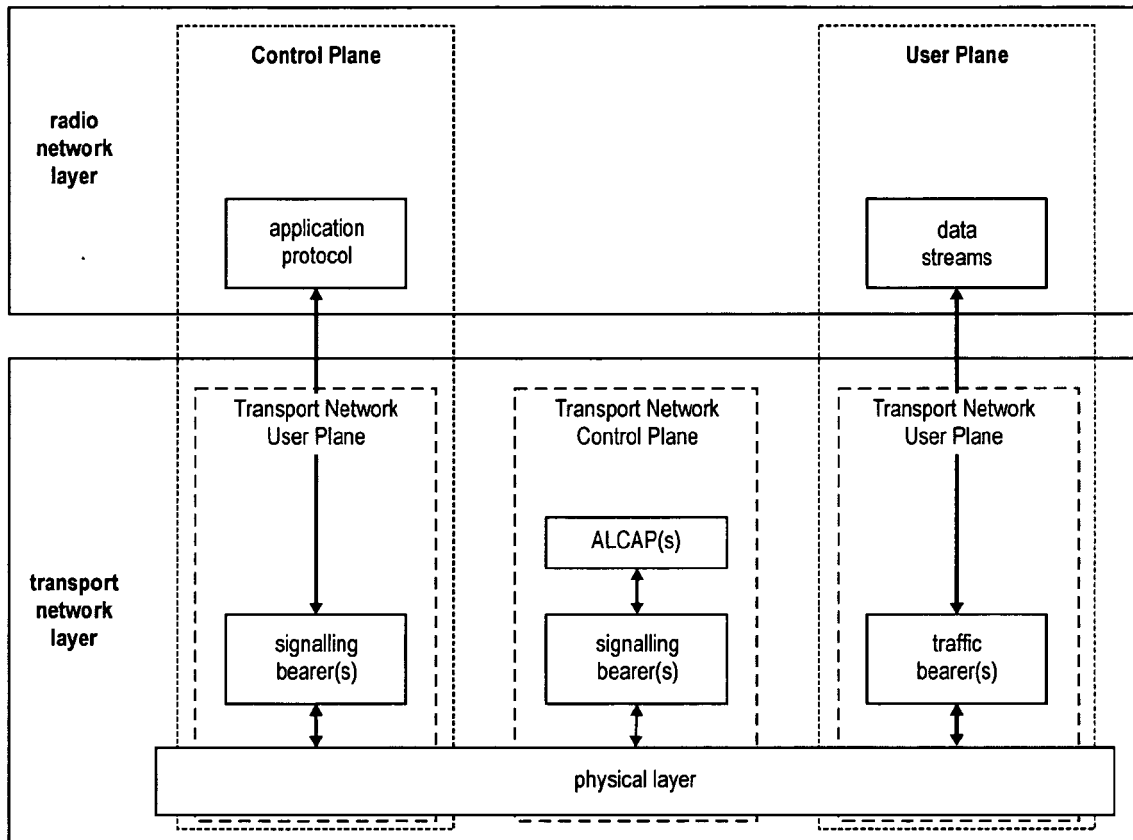 Control Plane
User Plane
radio
network
layer
application
protocol
data
streams
Transport Network
User Plane
Transport Network
Control Plane
Transport Network
User Plane
ALCAP(s)
transport
network
layer
signalling
bearer(s)
signalling
bearer(s)
traffic
bearer(s)
physical layer